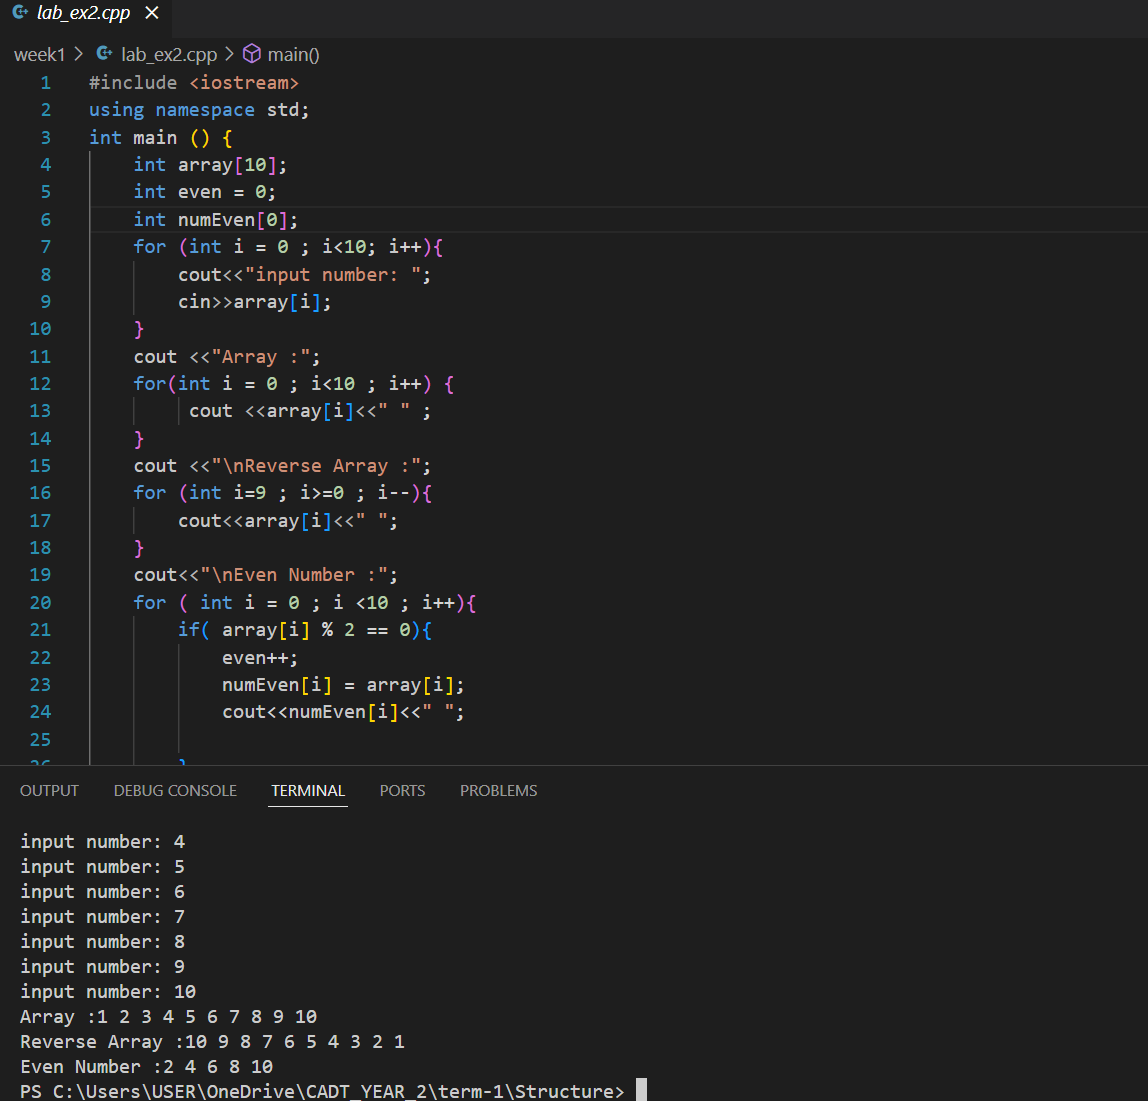 lab_ex2.cpp
week1 > lab_ex2.cpp > main()
1 #include <iostream>
2 using namespace std;
3 int main () {
4 int array[10];
5 int even = 0;
6 int numEven[0];
7 for (int i = 0 ; i<10; i++){
8 cout<<"input number: ";
9 cin>>array[i];
10 }
11 cout <<"Array :";
12 for(int i = 0 ; i<10 ; i++) {
13 cout <<array[i]<<" " ;
14 }
15 cout <<"\nReverse Array :";
16 for (int i=9 ; i>=0 ; i--){
17 cout<<array[i]<<" ";
18 }
19 cout<<"\nEven Number :";
20 for ( int i = 0 ; i <10 ; i++){
21 if( array[i] % 2 == 0){
22 even++;
23 numEven[i] = array[i];
24 cout<<numEven[i]<<" ";
25
26 }
OUTPUT DEBUG CONSOLE TERMINAL PORTS PROBLEMS
input number: 4
input number: 5
input number: 6
input number: 7
input number: 8
input number: 9
input number: 10
Array :1 2 3 4 5 6 7 8 9 10
Reverse Array :10 9 8 7 6 5 4 3 2 1
Even Number :2 4 6 8 10
PS C:\Users\USER\OneDrive\CADT_YEAR_2\term-1\Structure>